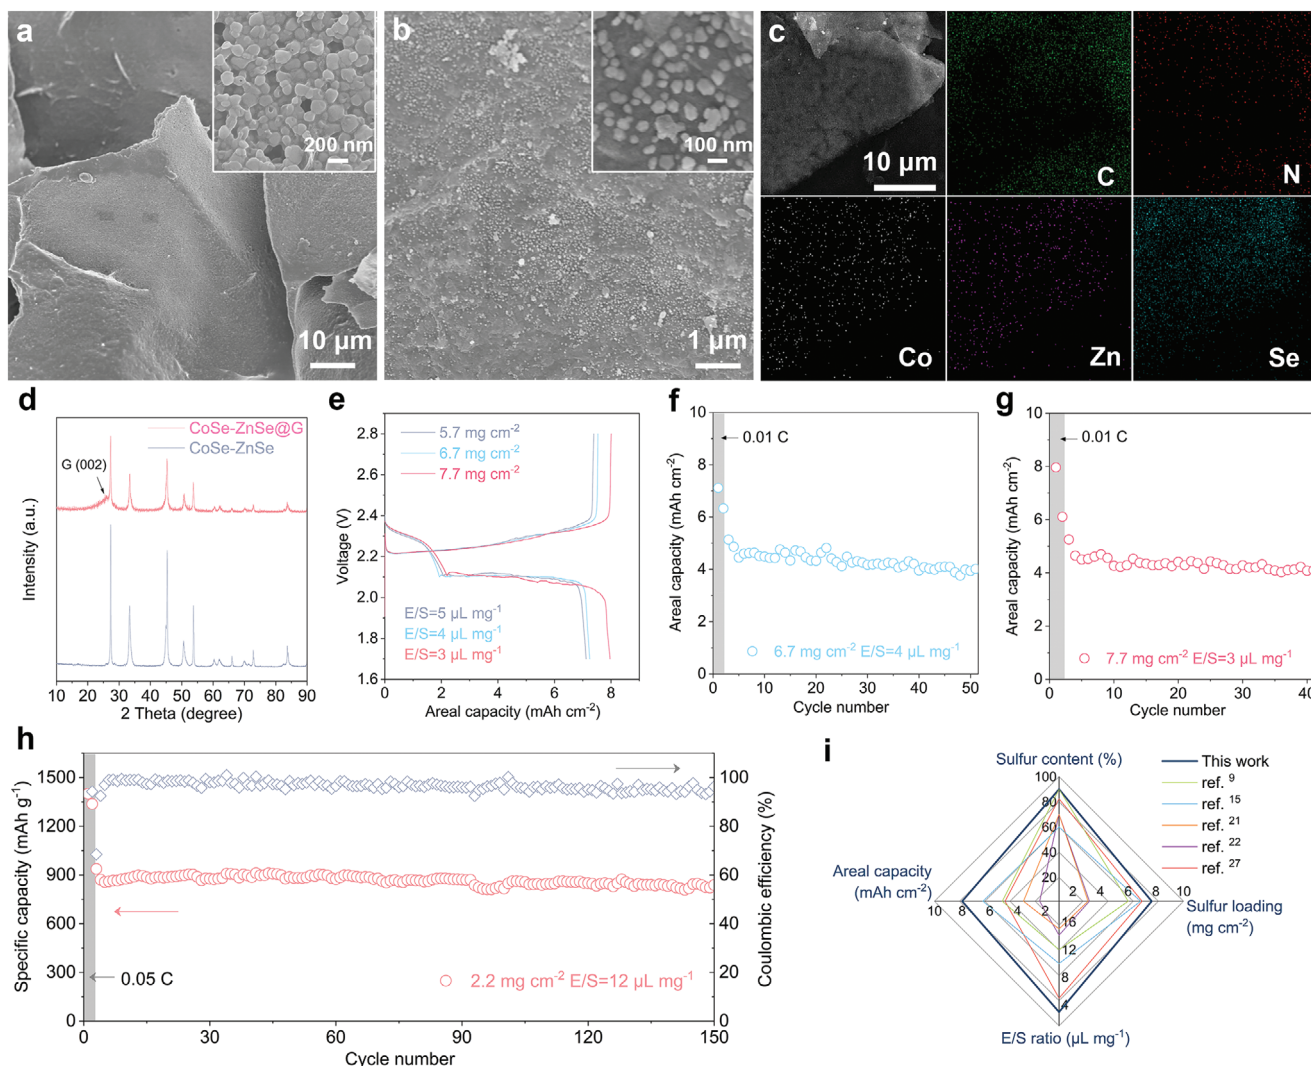 a
200 nm
10 µm
b
100 nm
1 µm
c
10 µm
C
N
Co
Zn
Se
d
CoSe-ZnSe@G
CoSe-ZnSe
G (002)
Intensity (a.u.)
10 20 30 40 50 60 70 80 90
2 Theta (degree)
e
5.7 mg cm⁻²
6.7 mg cm⁻²
7.7 mg cm⁻²
2.8
2.6
2.4
2.2
2.0
1.8
1.6
Voltage (V)
E/S=5 µL mg⁻¹
E/S=4 µL mg⁻¹
E/S=3 µL mg⁻¹
0 2 4 6 8
Areal capacity (mAh cm⁻²)
f
10
8
6
4
2
0
Areal capacity (mAh cm⁻²)
0.01 C
6.7 mg cm⁻² E/S=4 µL mg⁻¹
0 10 20 30 40 50
Cycle number
g
10
8
6
4
2
0
Areal capacity (mAh cm⁻²)
0.01 C
7.7 mg cm⁻² E/S=3 µL mg⁻¹
0 10 20 30 40
Cycle number
h
1500
1200
900
600
300
0
Specific capacity (mAh g⁻¹)
0.05 C
2.2 mg cm⁻² E/S=12 µL mg⁻¹
100
80
60
40
20
0
Coulombic efficiency (%)
0 30 60 90 120 150
Cycle number
i
Sulfur content (%)
100
80
60
40
20
Areal capacity
(mAh cm⁻²)
10 8 6 4 2
2 4 6 8 10
Sulfur loading
(mg cm⁻²)
16
12
8
4
E/S ratio (µL mg⁻¹)
This work
ref. ⁹
ref. ¹⁵
ref. ²¹
ref. ²²
ref. ²⁷